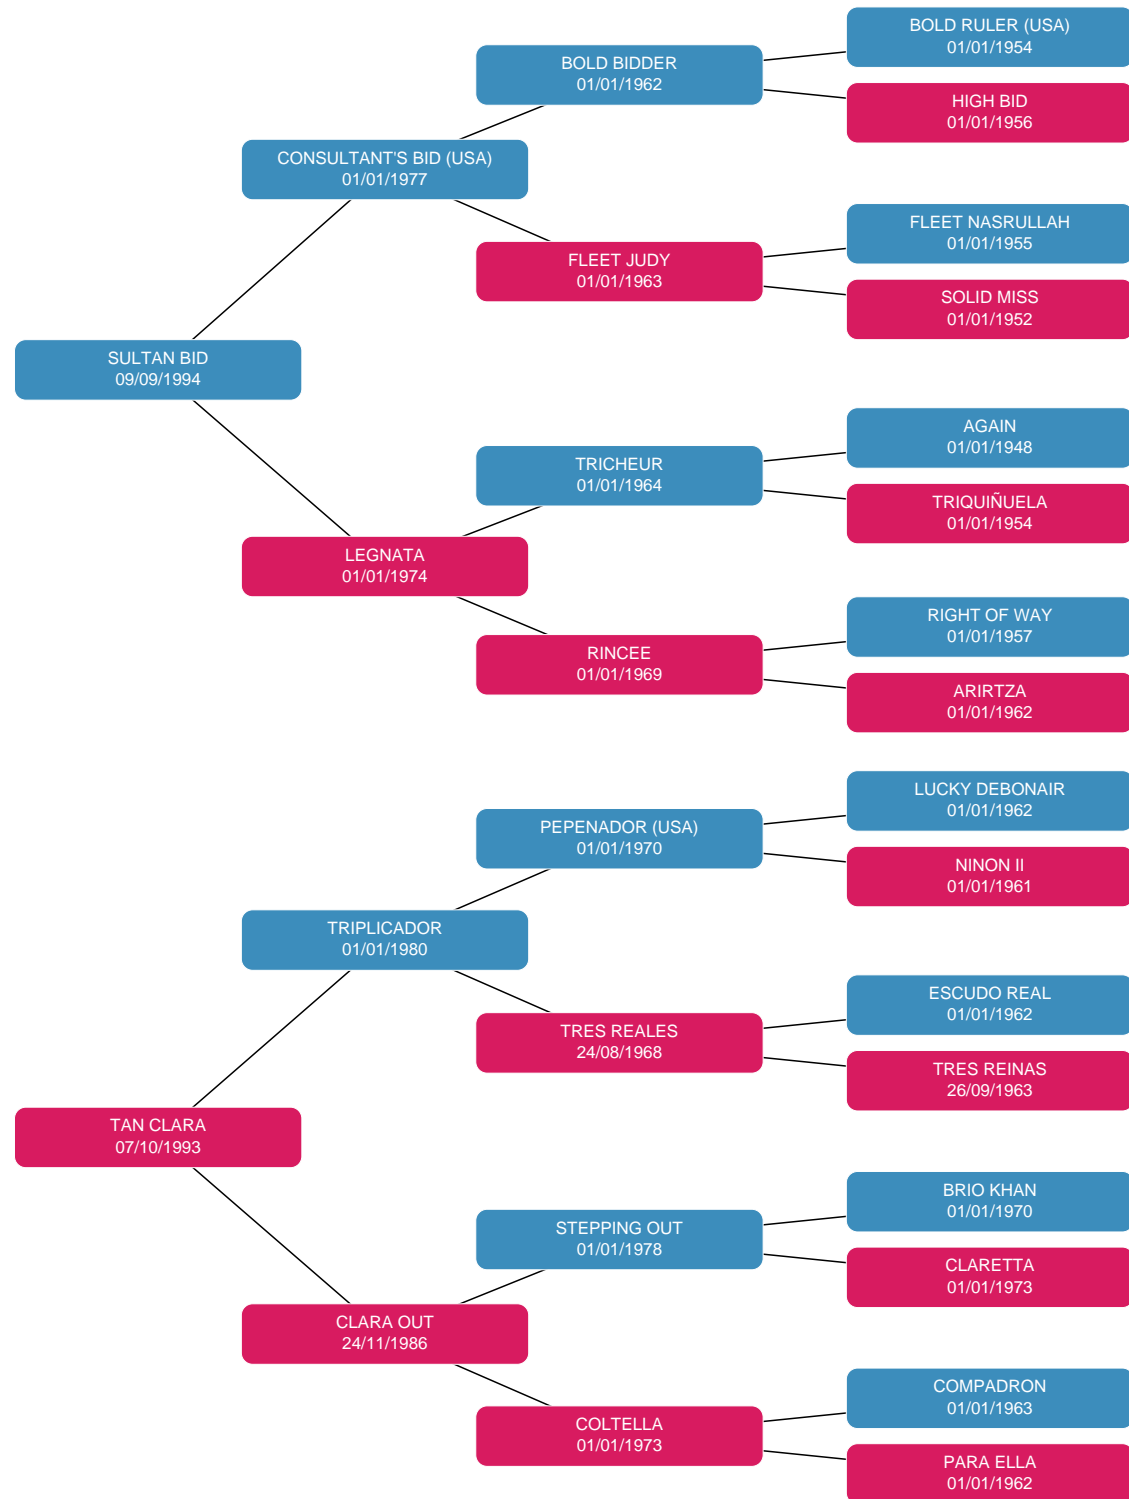 BOLD RULER (USA)
01/01/1954
BOLD BIDDER
01/01/1962
HIGH BID
01/01/1956
CONSULTANT'S BID (USA)
01/01/1977
FLEET NASRULLAH
01/01/1955
FLEET JUDY
01/01/1963
SOLID MISS
01/01/1952
SULTAN BID
09/09/1994
AGAIN
01/01/1948
TRICHEUR
01/01/1964
TRIQUIÑUELA
01/01/1954
LEGNATA
01/01/1974
RIGHT OF WAY
01/01/1957
RINCEE
01/01/1969
ARIRTZA
01/01/1962
LUCKY DEBONAIR
01/01/1962
PEPENADOR (USA)
01/01/1970
NINON II
01/01/1961
TRIPLICADOR
01/01/1980
ESCUDO REAL
01/01/1962
TRES REALES
24/08/1968
TRES REINAS
26/09/1963
TAN CLARA
07/10/1993
BRIO KHAN
01/01/1970
STEPPING OUT
01/01/1978
CLARETTA
01/01/1973
CLARA OUT
24/11/1986
COMPADRON
01/01/1963
COLTELLA
01/01/1973
PARA ELLA
01/01/1962